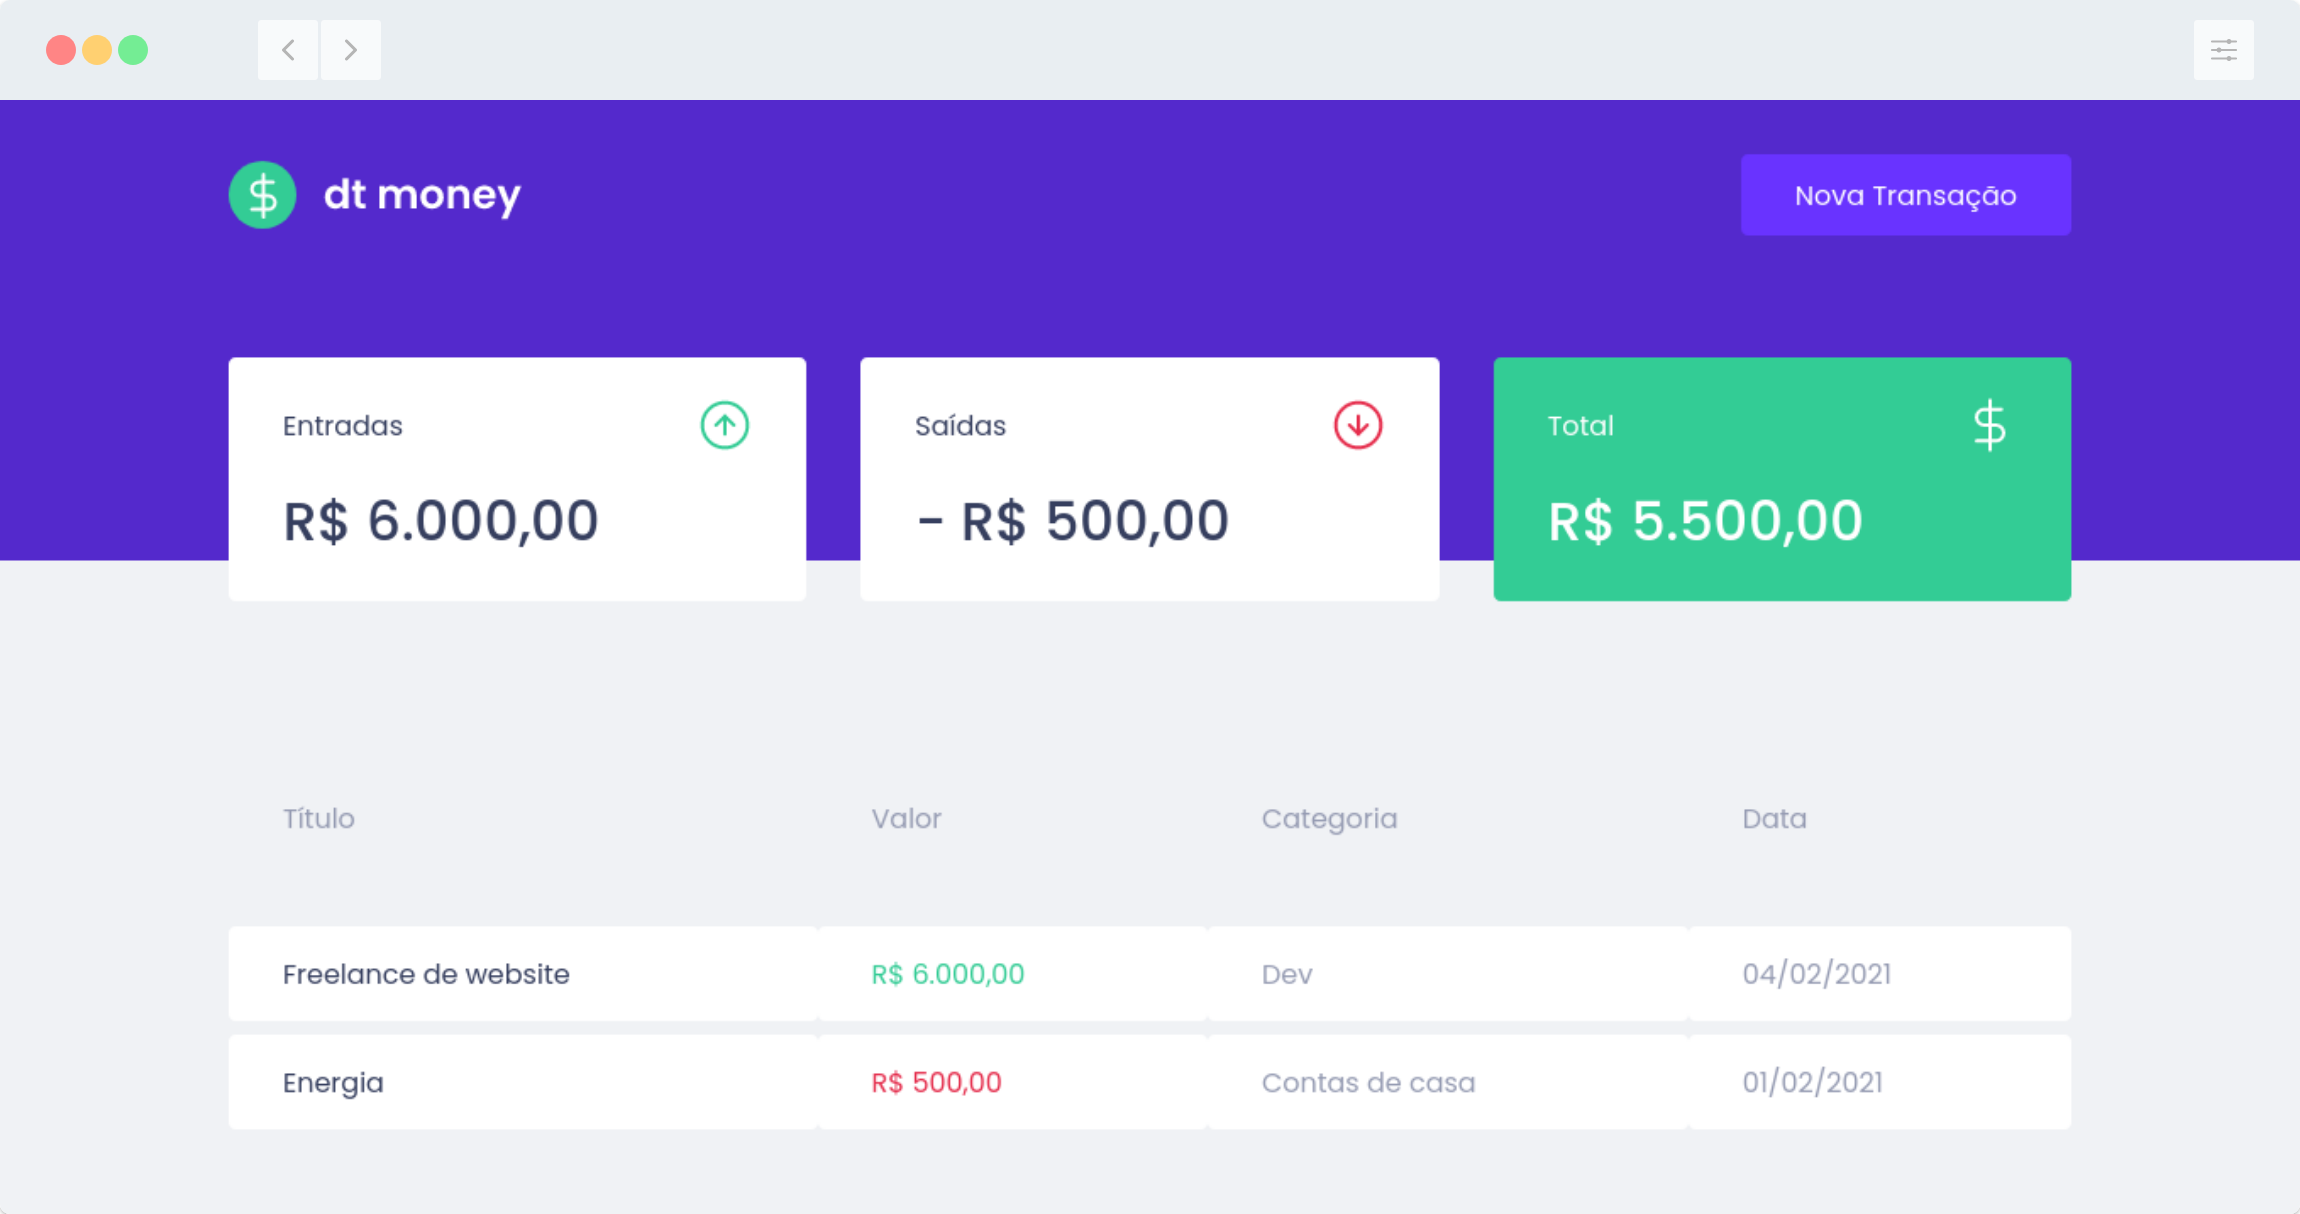 dt money
Nova Transação
Entradas
R$ 6.000,00
Saídas
- R$ 500,00
Total
$
R$ 5.500,00
Título Valor Categoria Data
Freelance de website R$ 6.000,00 Dev 04/02/2021
Energia R$ 500,00 Contas de casa 01/02/2021